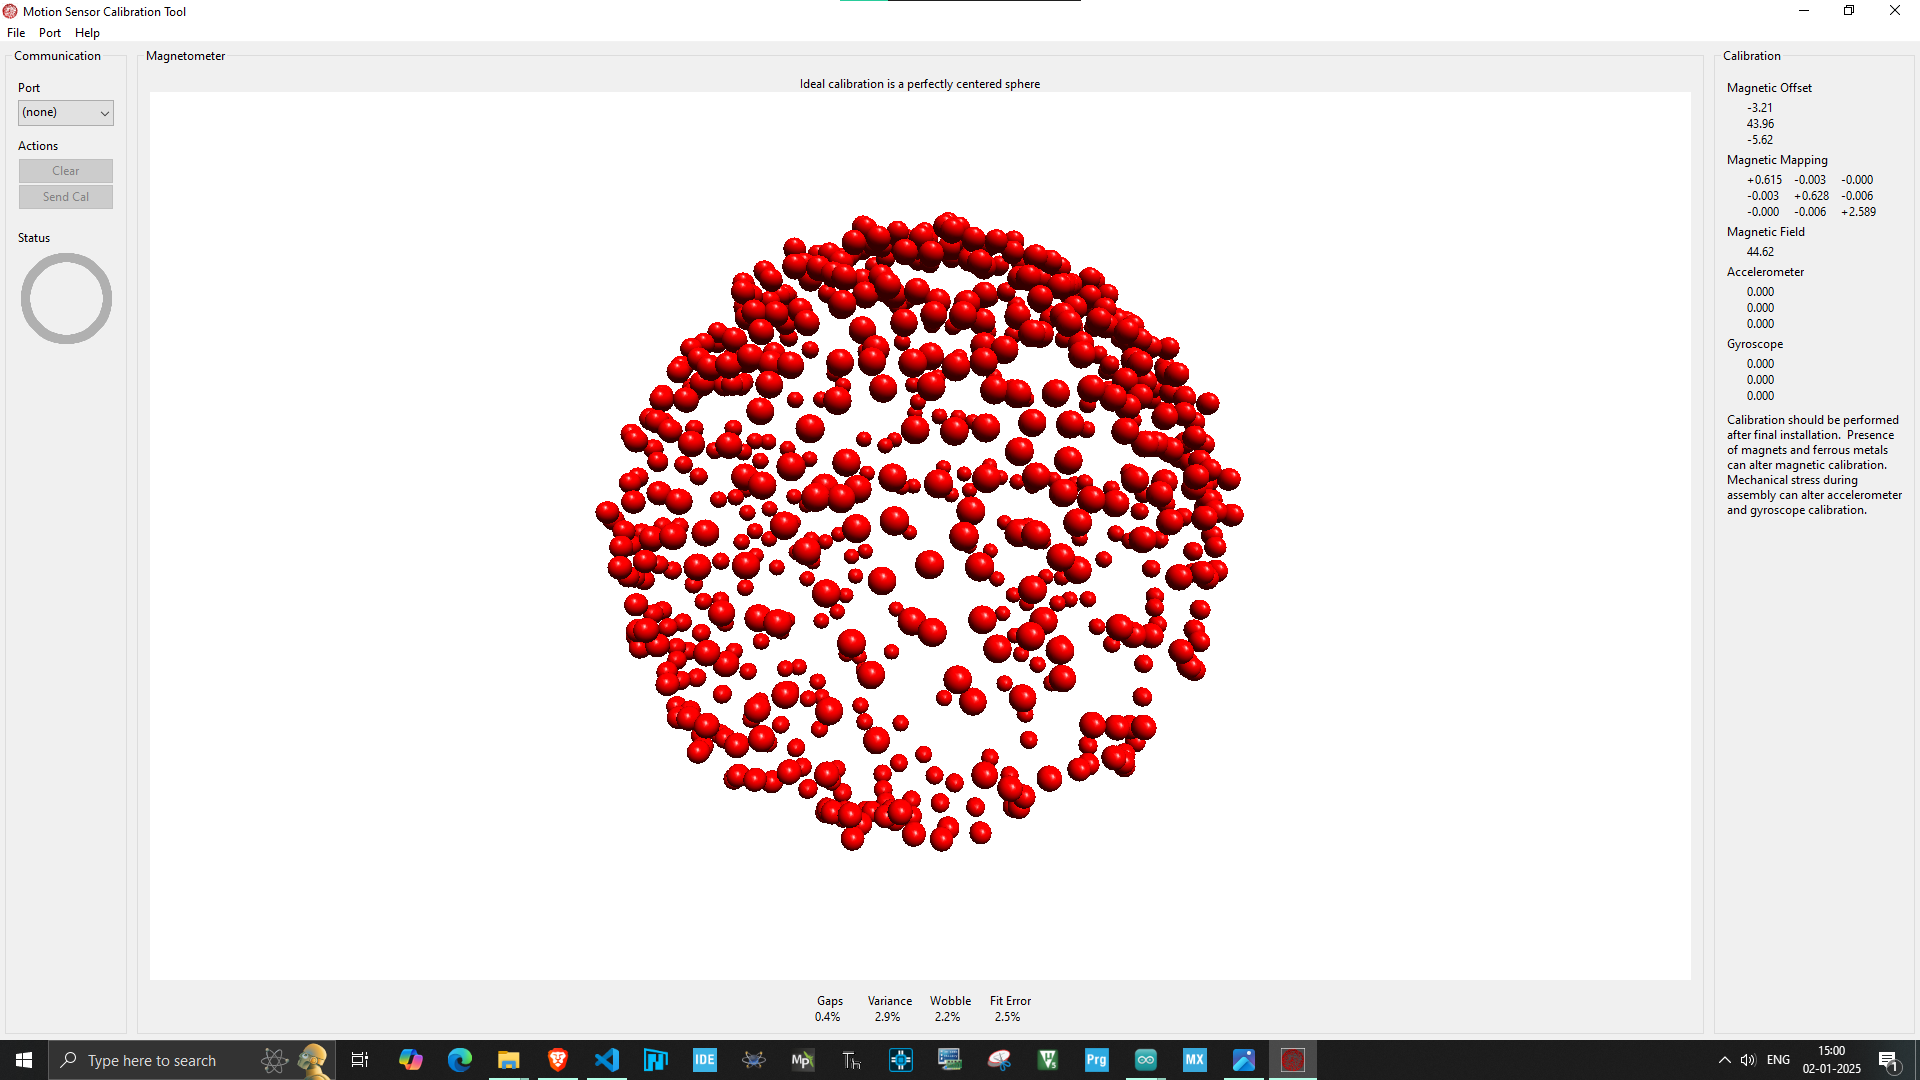 Motion Sensor Calibration Tool
File Port Help
Communication
Port
(none)
Actions
Clear
Send Cal
Status
Magnetometer
Ideal calibration is a perfectly centered sphere
Gaps Variance Wobble Fit Error
0.4% 2.9% 2.2% 2.5%
Calibration
Magnetic Offset
-3.21
43.96
-5.62
Magnetic Mapping
+0.615 -0.003 -0.000
-0.003 +0.628 -0.006
-0.000 -0.006 +2.589
Magnetic Field
44.62
Accelerometer
0.000
0.000
0.000
Gyroscope
0.000
0.000
0.000
Calibration should be performed
after final installation. Presence
of magnets and ferrous metals
can alter magnetic calibration.
Mechanical stress during
assembly can alter accelerometer
and gyroscope calibration.
Type here to search
IDE
Mp
Th
Prg
MX
ENG
15:00
02-01-2025
1